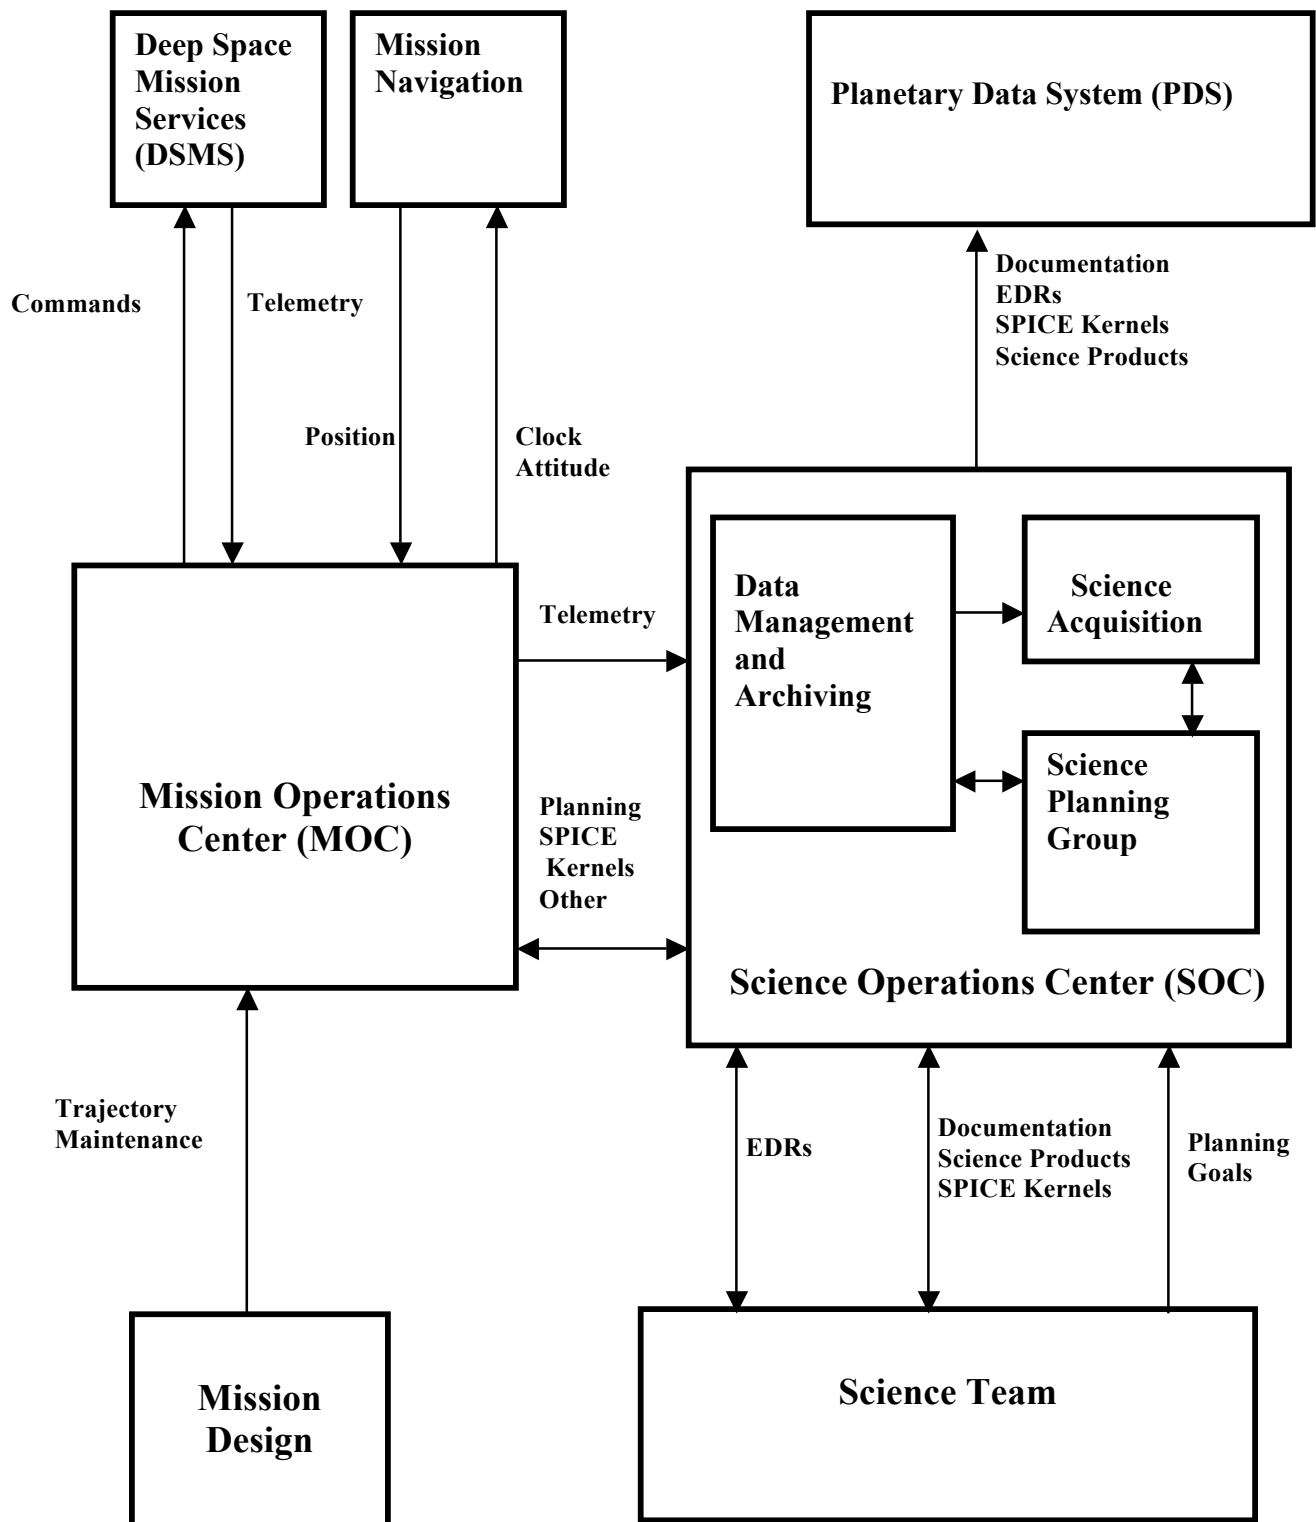 Deep Space
Mission
Services
(DSMS)
Mission
Navigation
Planetary Data System (PDS)
Commands
Telemetry
Documentation
EDRs
SPICE Kernels
Science Products
Position
Clock
Attitude
Telemetry
Data
Management
and
Archiving
Science
Acquisition
Mission Operations
Center (MOC)
Planning
SPICE
Kernels
Other
Science
Planning
Group
Science Operations Center (SOC)
Trajectory
Maintenance
EDRs
Documentation
Science Products
SPICE Kernels
Planning
Goals
Mission
Design
Science Team